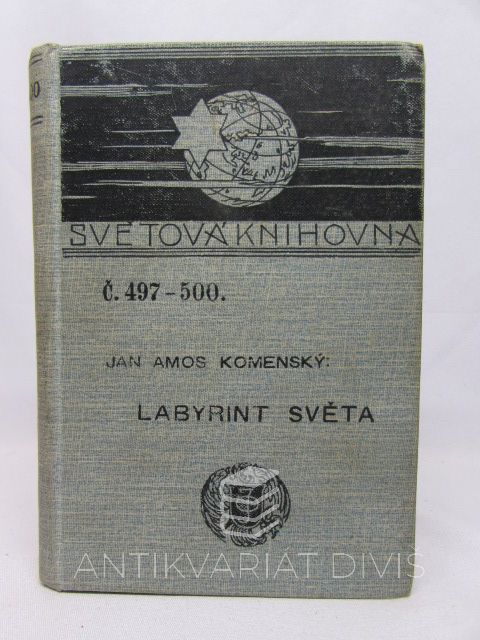 SVĚTOVÁ KNIHOVNA
Č. 497-500.
JAN AMOS KOMENSKÝ:
LABYRINT SVĚTA
ANTIKVARIÁT DIVIŠ